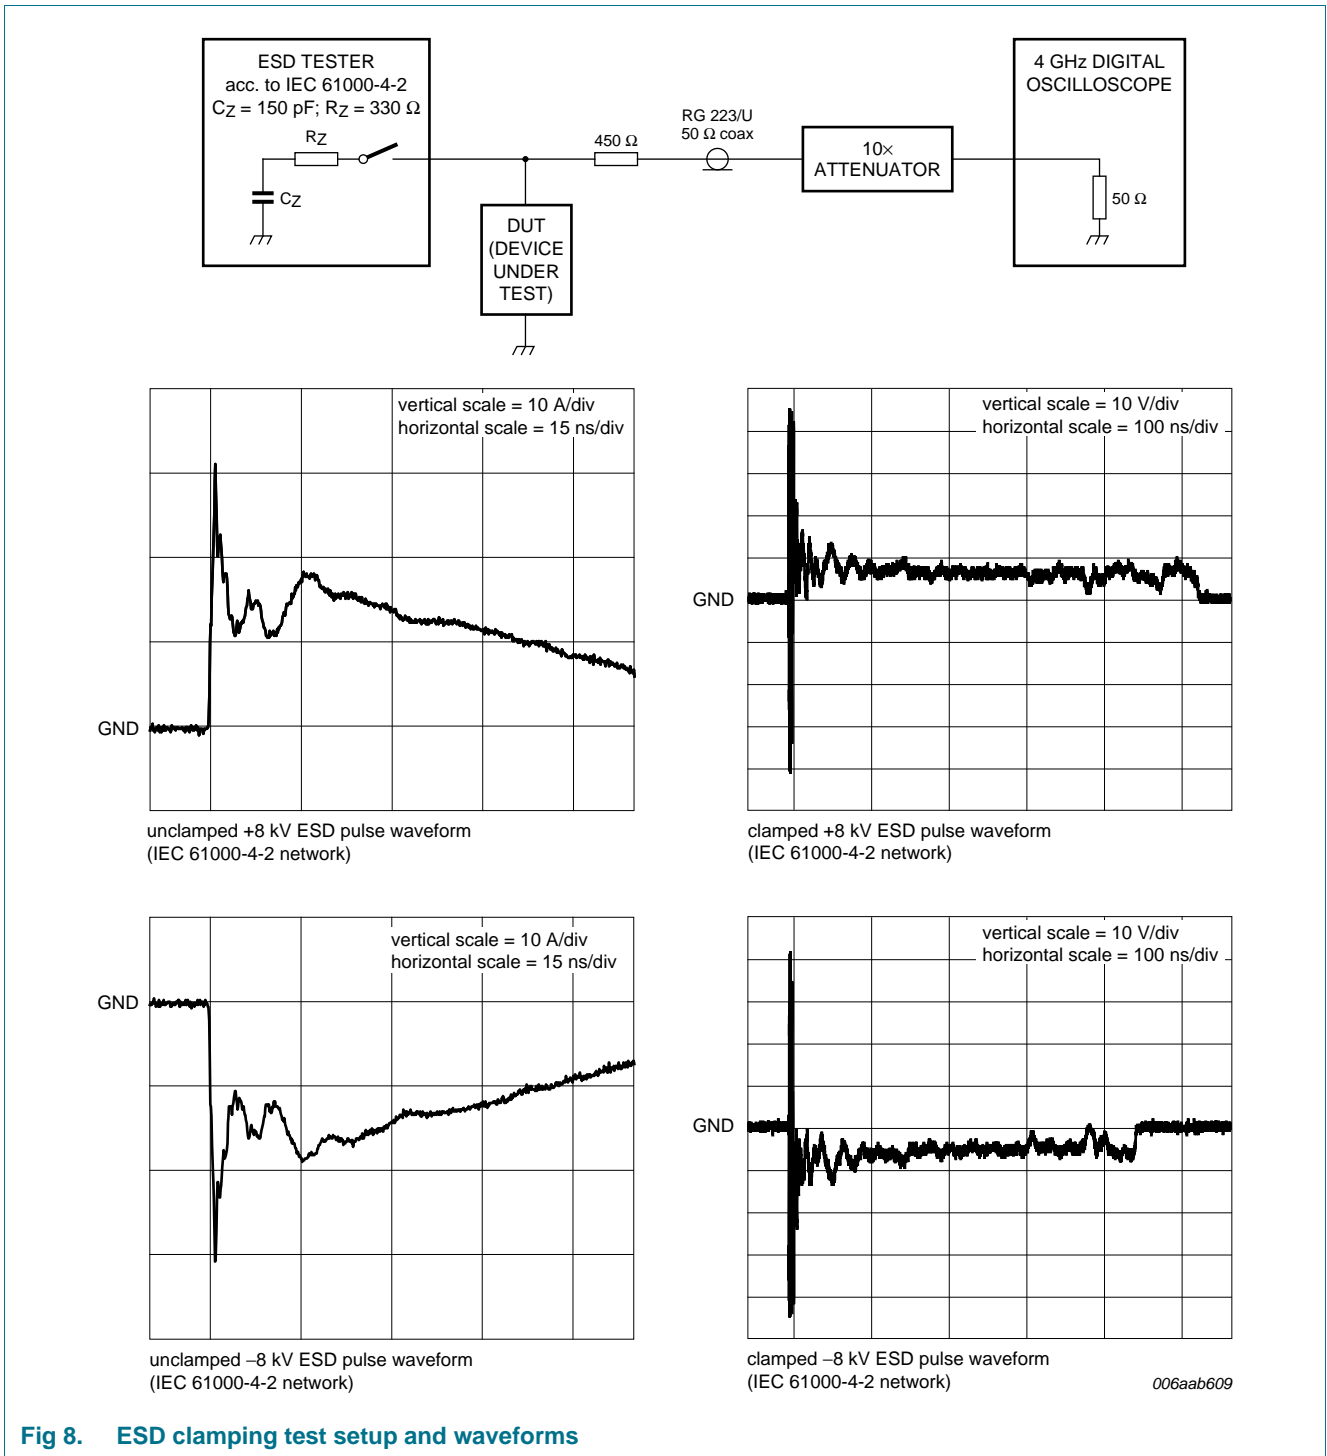 ESD TESTER
acc. to IEC 61000-4-2
CZ = 150 pF; RZ = 330 Ω
RZ
CZ
DUT
(DEVICE
UNDER
TEST)
450 Ω
RG 223/U
50 Ω coax
10×
ATTENUATOR
4 GHz DIGITAL
OSCILLOSCOPE
50 Ω
vertical scale = 10 A/div
horizontal scale = 15 ns/div
GND
unclamped +8 kV ESD pulse waveform
(IEC 61000-4-2 network)
vertical scale = 10 V/div
horizontal scale = 100 ns/div
GND
clamped +8 kV ESD pulse waveform
(IEC 61000-4-2 network)
vertical scale = 10 A/div
horizontal scale = 15 ns/div
GND
unclamped −8 kV ESD pulse waveform
(IEC 61000-4-2 network)
vertical scale = 10 V/div
horizontal scale = 100 ns/div
GND
clamped −8 kV ESD pulse waveform
(IEC 61000-4-2 network)
006aab609
Fig 8. ESD clamping test setup and waveforms